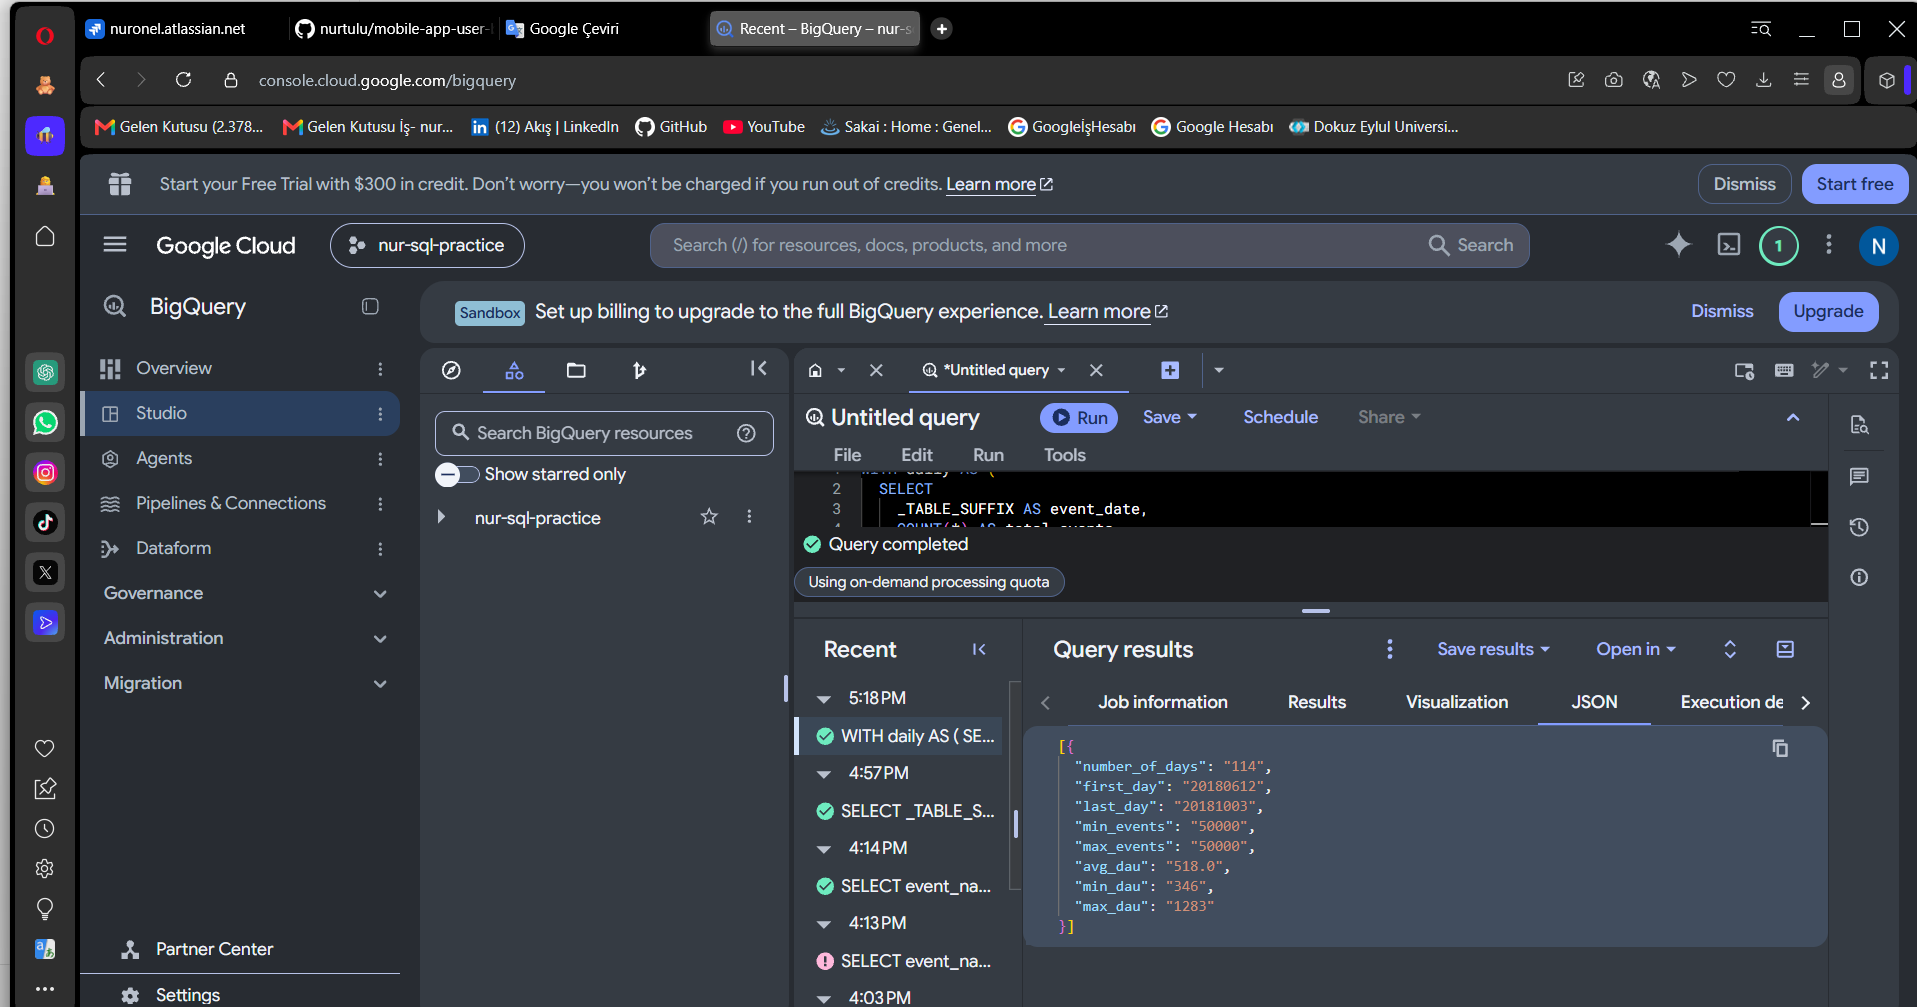 nuronel.atlassian.net
nurtulu/mobile-app-user-
Google Çeviri
Recent – BigQuery – nur-s
console.cloud.google.com/bigquery
Gelen Kutusu (2.378...
Gelen Kutusu İş- nur...
(12) Akış | LinkedIn
GitHub
YouTube
Sakai : Home : Genel...
GoogleİşHesabı
Google Hesabı
Dokuz Eylul Universi...
Start your Free Trial with $300 in credit. Don't worry—you won't be charged if you run out of credits. Learn more
Dismiss
Start free
Google Cloud
nur-sql-practice
Search (/) for resources, docs, products, and more
Search
1
N
BigQuery
Sandbox
Set up billing to upgrade to the full BigQuery experience. Learn more
Dismiss
Upgrade
Overview
Studio
Agents
Pipelines & Connections
Dataform
Governance
Administration
Migration
Partner Center
Settings
Search BigQuery resources
Show starred only
nur-sql-practice
*Untitled query
Untitled query
Run
Save
Schedule
Share
File
Edit
Run
Tools
1 WITH daily AS (
2 SELECT
3 _TABLE_SUFFIX AS event_date,
4 COUNT(*) AS total_events
Query completed
Using on-demand processing quota
Recent
5:18 PM
WITH daily AS ( SE...
4:57 PM
SELECT _TABLE_S...
4:14 PM
SELECT event_na...
4:13 PM
SELECT event_na...
4:03 PM
Query results
Save results
Open in
Job information
Results
Visualization
JSON
Execution de
[{
"number_of_days": "114",
"first_day": "20180612",
"last_day": "20181003",
"min_events": "50000",
"max_events": "50000",
"avg_dau": "518.0",
"min_dau": "346",
"max_dau": "1283"
}]